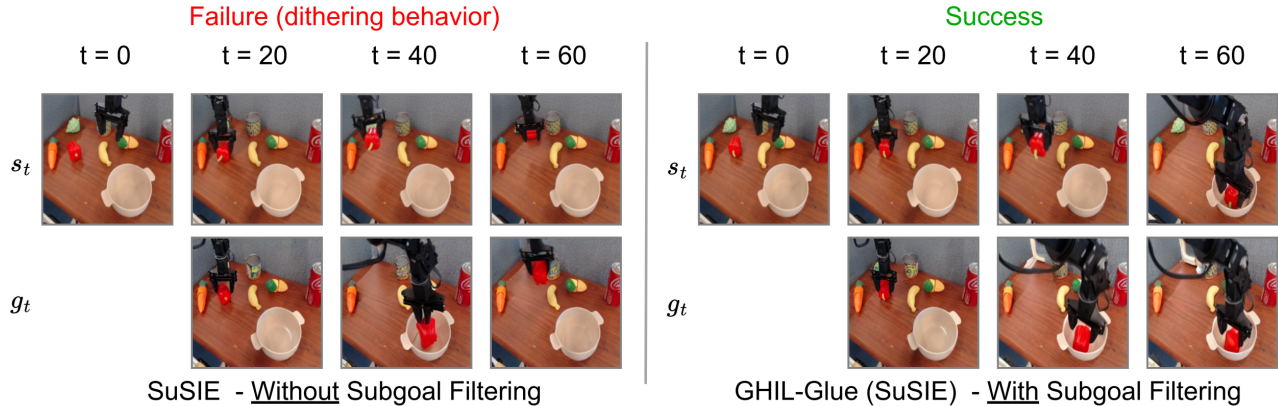 Failure (dithering behavior)
t = 0 t = 20 t = 40 t = 60
s_t
g_t
SuSIE - Without Subgoal Filtering
Success
t = 0 t = 20 t = 40 t = 60
s_t
g_t
GHIL-Glue (SuSIE) - With Subgoal Filtering